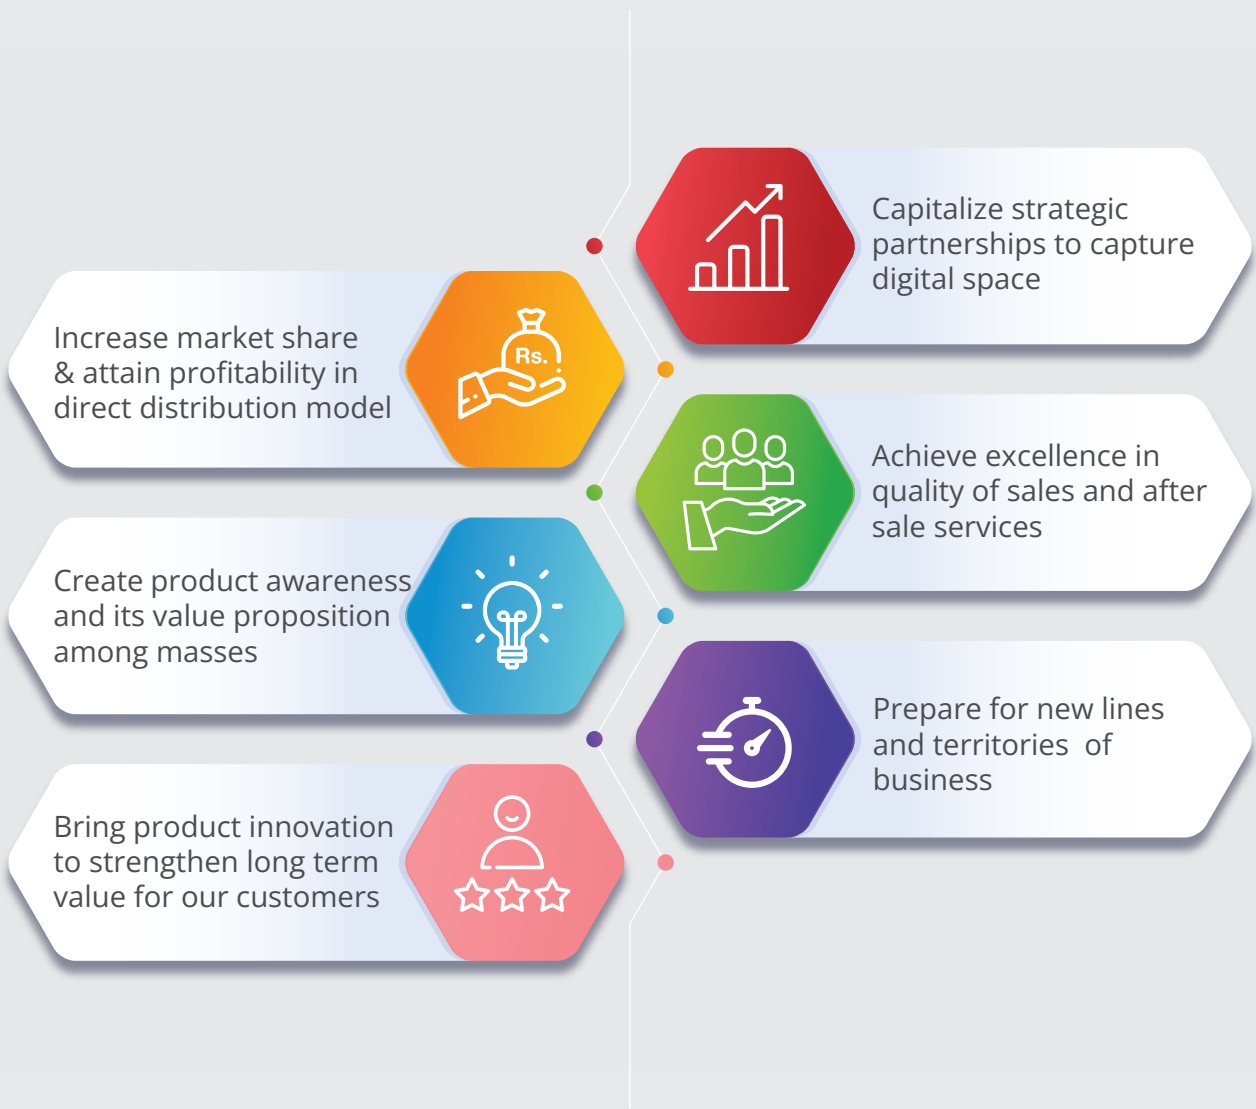 Capitalize strategic
partnerships to capture
digital space
Increase market share
& attain profitability in
direct distribution model
Rs.
Achieve excellence in
quality of sales and after
sale services
Create product awareness
and its value proposition
among masses
Prepare for new lines
and territories  of
business
Bring product innovation
to strengthen long term
value for our customers